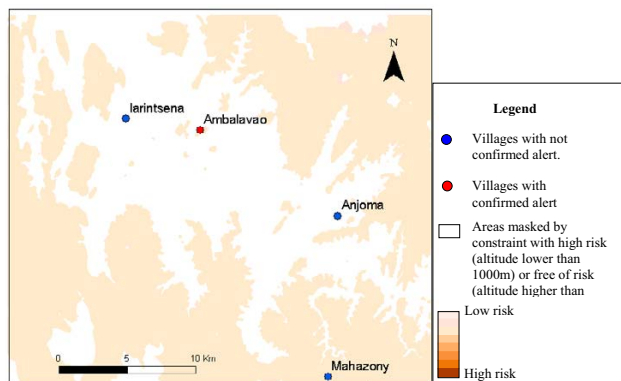 N
Iarintsena
Ambalavao
Anjoma
Mahazony
0 5 10 Km
Legend
Villages with not
confirmed alert.
Villages with
confirmed alert
Areas masked by
constraint with high risk
(altitude lower than
1000m) or free of risk
(altitude higher than
Low risk
High risk